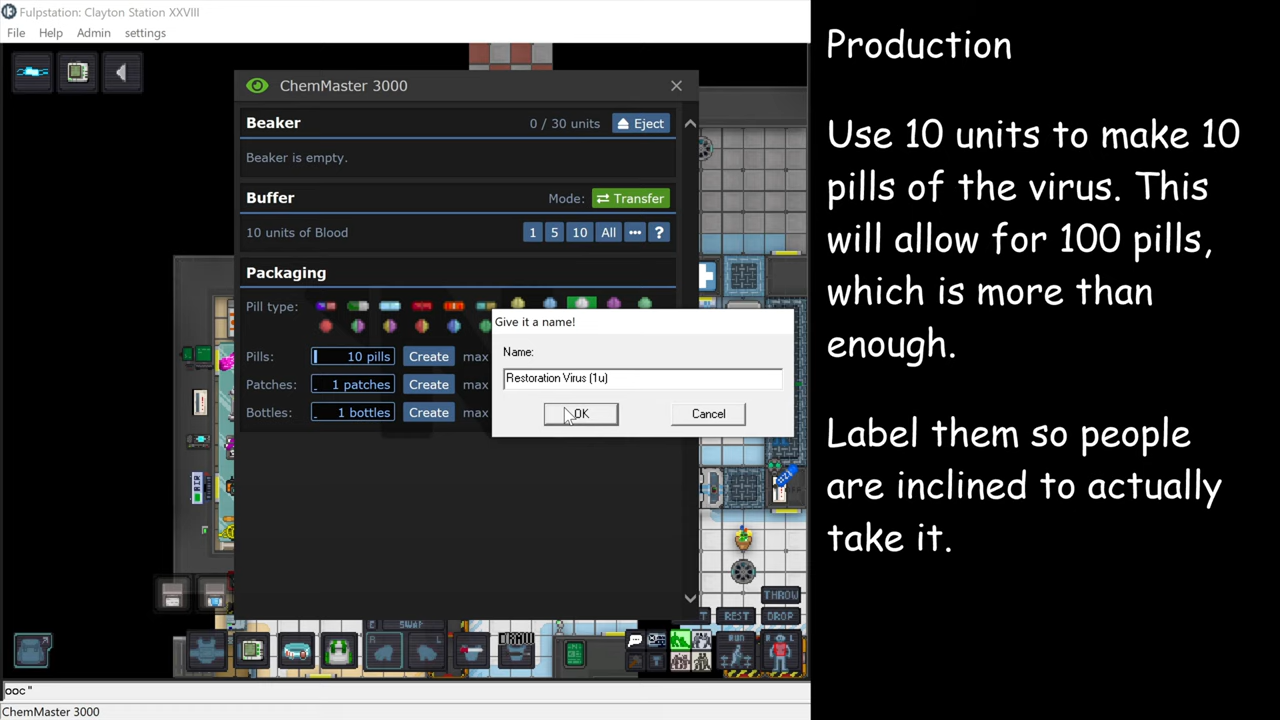 Fulpstation: Clayton Station XXVIII
File Help Admin settings
ChemMaster 3000
Beaker 0 / 30 units Eject
Beaker is empty.
Buffer Mode: Transfer
10 units of Blood 1 5 10 All ••• ?
Packaging
Pill type:
Give it a name!
Name:
Restoration Virus (1u)
OK Cancel
Pills: 10 pills Create max
Patches: 1 patches Create max
Bottles: 1 bottles Create max
THROW
REST DROP
SWAP
DRAW
RUN
R L
ooc "
ChemMaster 3000
Production
Use 10 units to make 10
pills of the virus. This
will allow for 100 pills,
which is more than
enough.
Label them so people
are inclined to actually
take it.